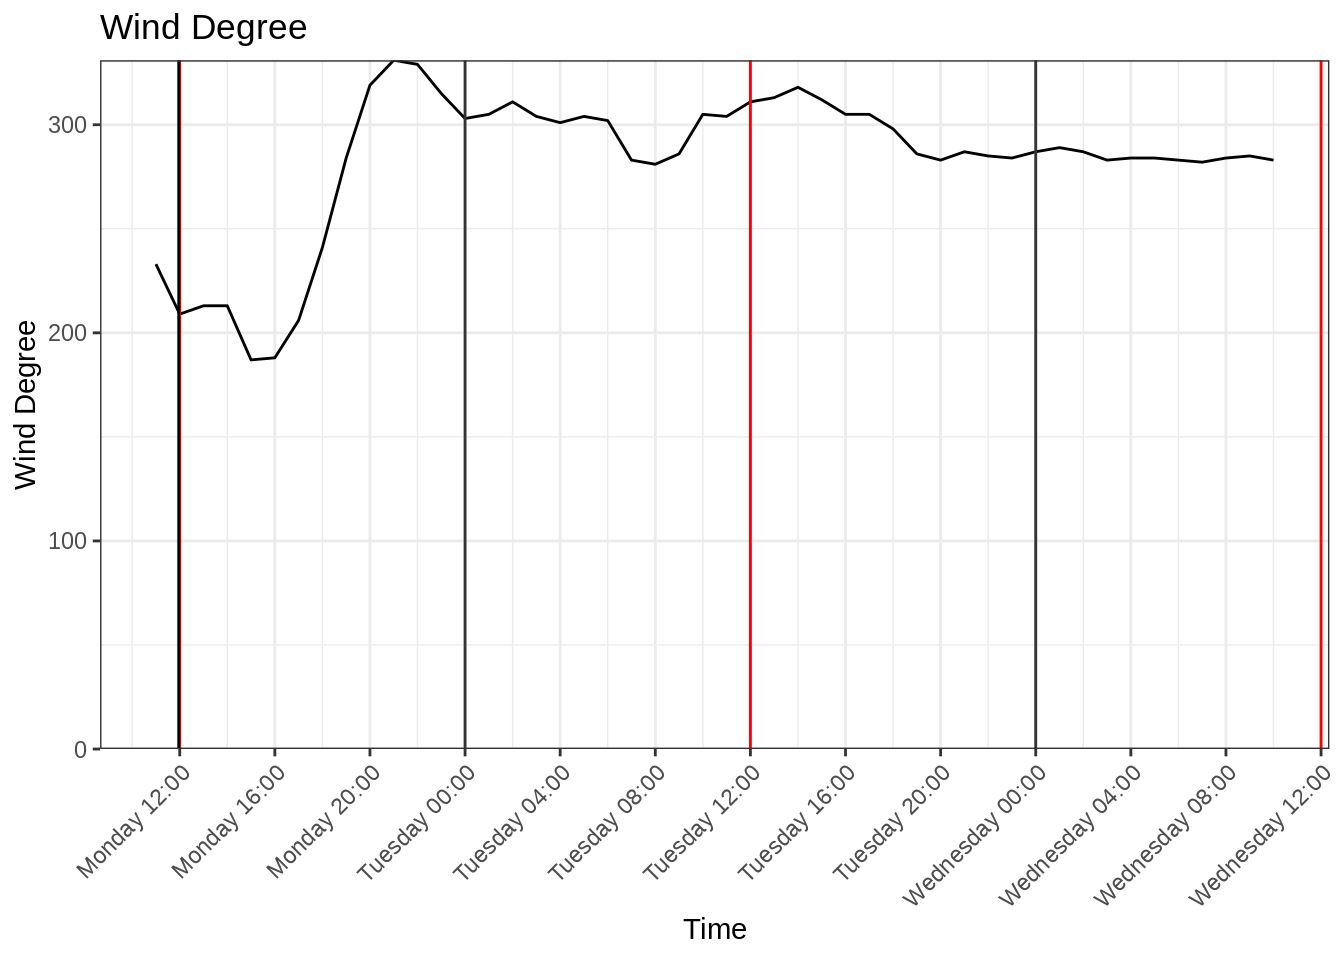 Wind Degree
Wind Degree
300
200
100
0
Monday 12:00
Monday 16:00
Monday 20:00
Tuesday 00:00
Tuesday 04:00
Tuesday 08:00
Tuesday 12:00
Tuesday 16:00
Tuesday 20:00
Wednesday 00:00
Wednesday 04:00
Wednesday 08:00
Wednesday 12:00
Time